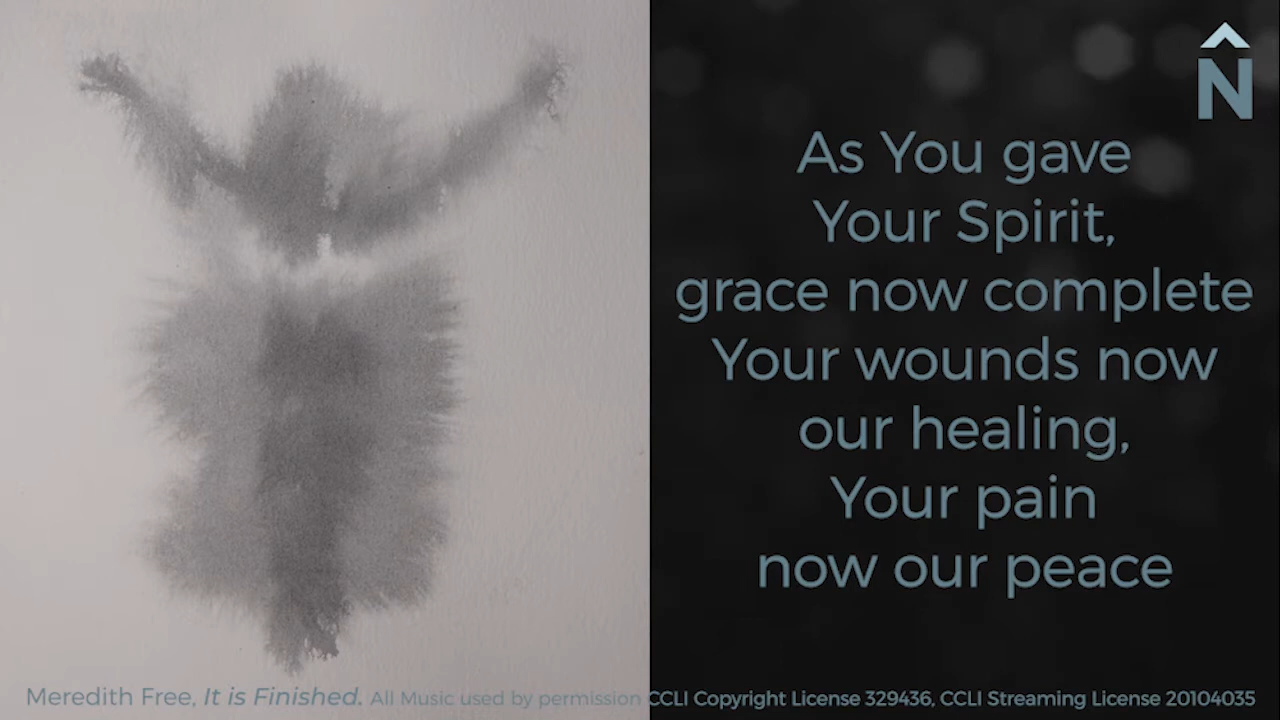 N
As You gave
Your Spirit,
grace now complete
Your wounds now
our healing,
Your pain
now our peace
Meredith Free, It is Finished. All Music used by permission CCLI Copyright License 329436, CCLI Streaming License 20104035